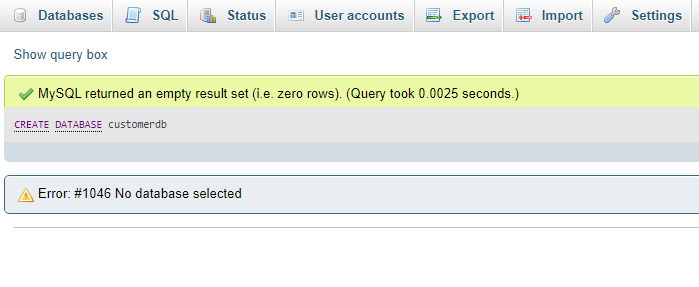 Databases SQL Status User accounts Export Import Settings
Show query box
MySQL returned an empty result set (i.e. zero rows). (Query took 0.0025 seconds.)
CREATE DATABASE customerdb
Error: #1046 No database selected